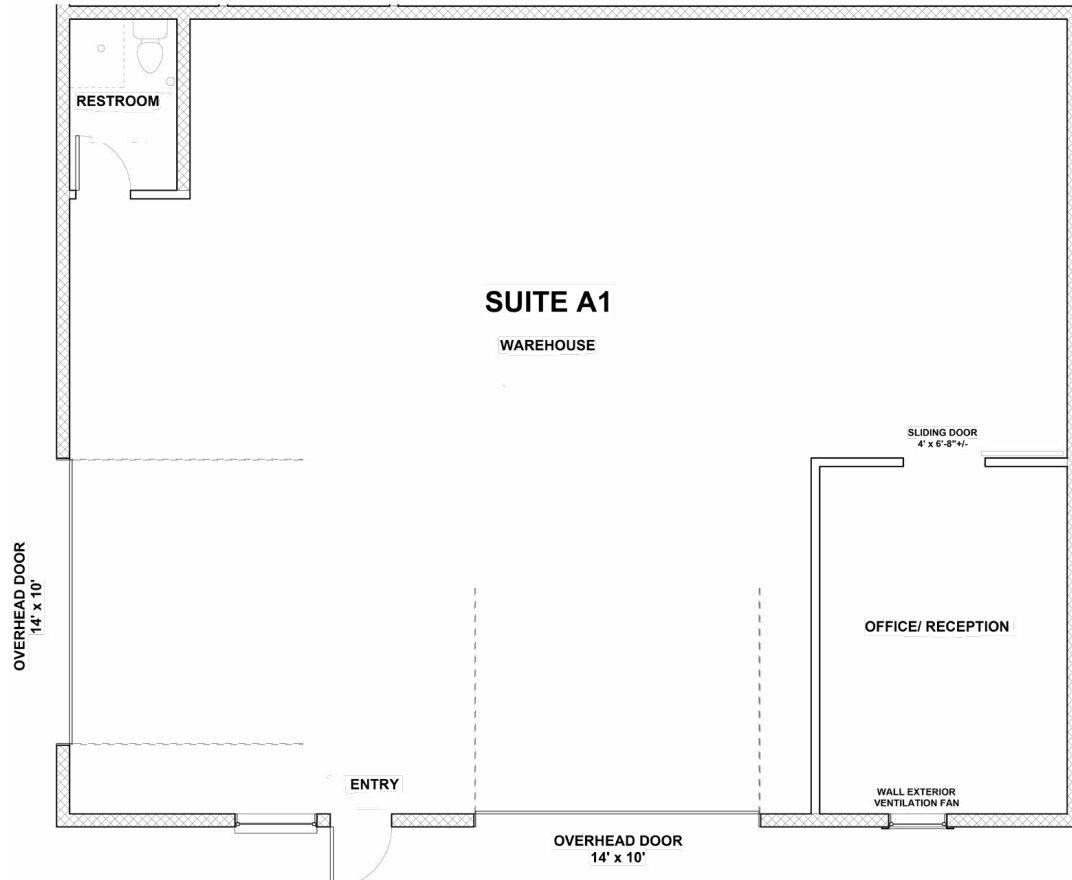 RESTROOM
SUITE A1
WAREHOUSE
SLIDING DOOR
4' x 6'-8"+/-
OVERHEAD DOOR
14' x 10'
OFFICE/ RECEPTION
ENTRY
WALL EXTERIOR
VENTILATION FAN
OVERHEAD DOOR
14' x 10'